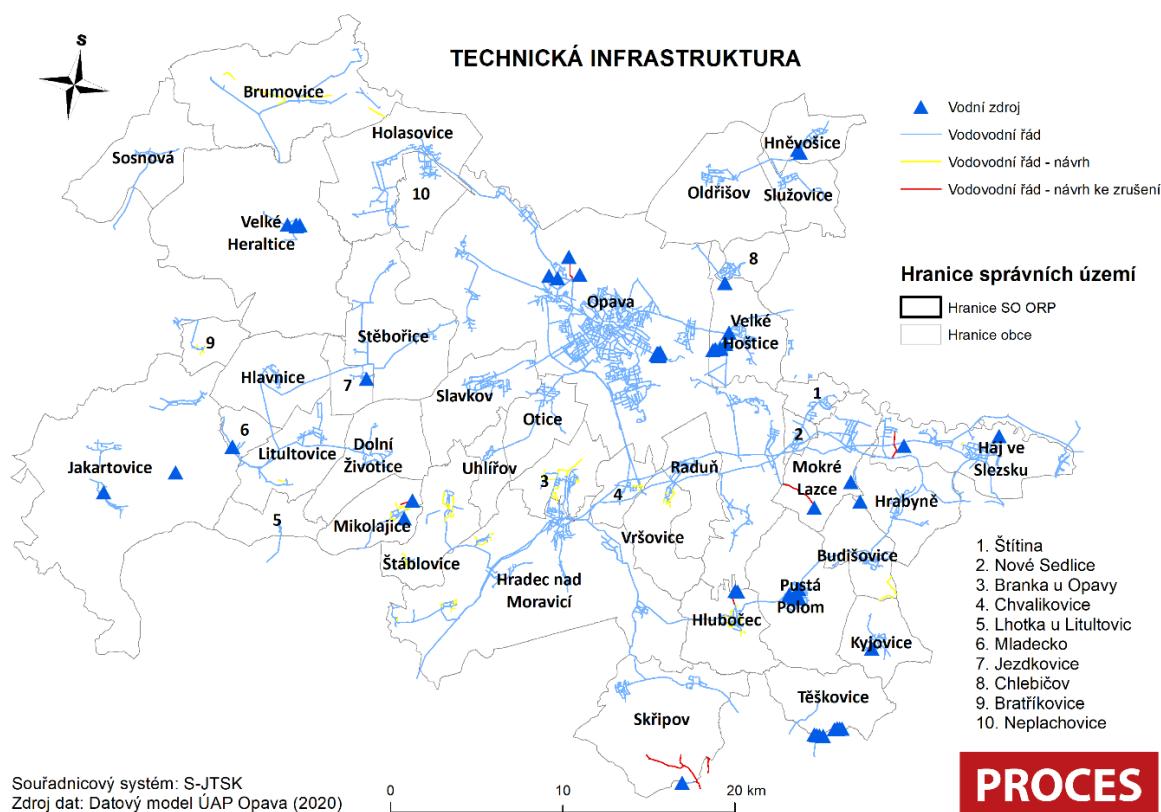 S
TECHNICKÁ INFRASTRUKTURA
Vodní zdroj
Vodovodní řád
Vodovodní řád - návrh
Vodovodní řád - návrh ke zrušení
Hranice správních území
Hranice SO ORP
Hranice obce
Brumovice
Sosnová
Holasovice
10
Velké
Heraltice
Hněvošice
Oldřišov
Služovice
8
Opava
Velké
Hoštice
Stěbořice
9
Hlavnice
7
Slavkov
Otice
1
2
6
Litultovice
Dolní
Životice
Uhlířov
3
4
Raduň
Mokré
Lazce
Háj ve
Slezsku
Jakartovice
Hrabyně
5
Mikolajice
Vršovice
Štáblovice
Hradec nad
Moravicí
Budišovice
Pustá
Polom
Hlubočec
Kyjovice
Těškovice
Skřipov
1. Štítina
2. Nové Sedlice
3. Branka u Opavy
4. Chvalikovice
5. Lhotka u Litultovic
6. Mladecko
7. Jezdkovice
8. Chlebičov
9. Bratříkovice
10. Neplachovice
Souřadnicový systém: S-JTSK
Zdroj dat: Datový model ÚAP Opava (2020)
0 10 20 km
PROCES